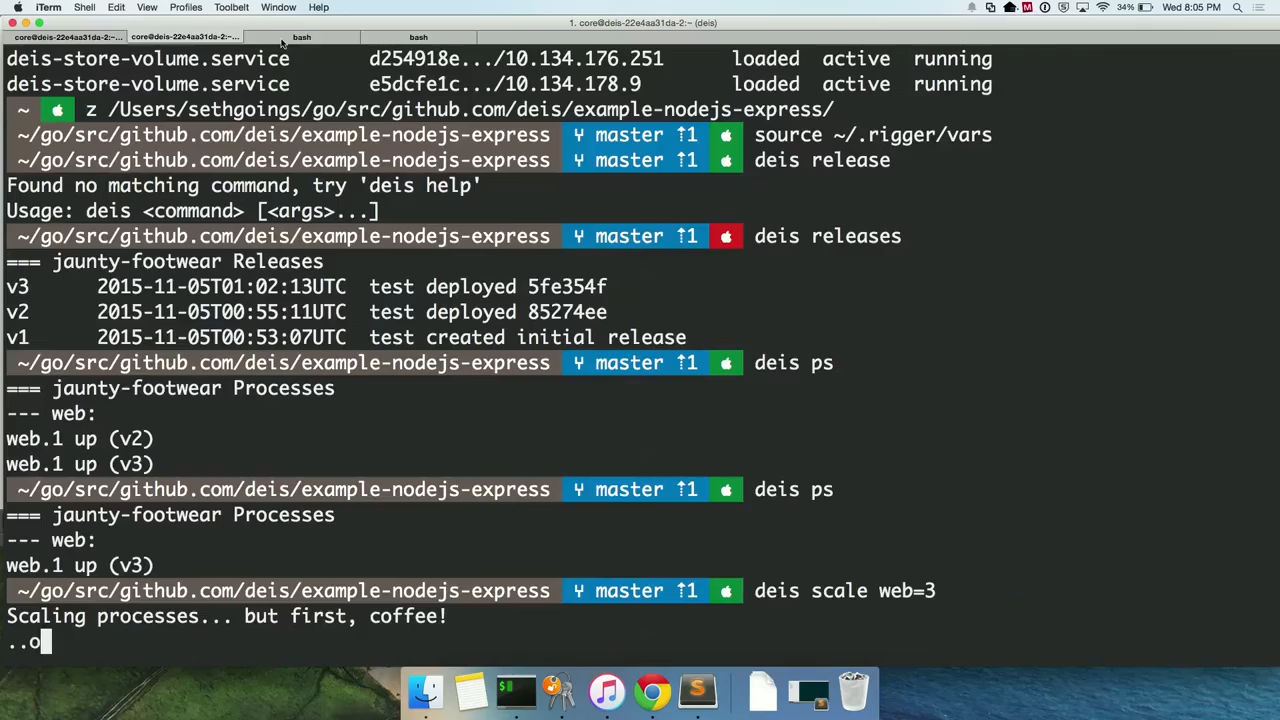 iTerm Shell Edit View Profiles Toolbelt Window Help 34% Wed 8:05 PM
1. core@deis-22e4aa31da-2:~ (deis)
core@deis-22e4aa31da-2:~... core@deis-22e4aa31da-2:~... bash bash
deis-store-volume.service d254918e.../10.134.176.251 loaded active running
deis-store-volume.service e5dcfe1c.../10.134.178.9 loaded active running
~ z /Users/sethgoings/go/src/github.com/deis/example-nodejs-express/
~/go/src/github.com/deis/example-nodejs-express master ⇡1 source ~/.rigger/vars
~/go/src/github.com/deis/example-nodejs-express master ⇡1 deis release
Found no matching command, try 'deis help'
Usage: deis <command> [<args>...]
~/go/src/github.com/deis/example-nodejs-express master ⇡1 deis releases
=== jaunty-footwear Releases
v3 2015-11-05T01:02:13UTC test deployed 5fe354f
v2 2015-11-05T00:55:11UTC test deployed 85274ee
v1 2015-11-05T00:53:07UTC test created initial release
~/go/src/github.com/deis/example-nodejs-express master ⇡1 deis ps
=== jaunty-footwear Processes
--- web:
web.1 up (v2)
web.1 up (v3)
~/go/src/github.com/deis/example-nodejs-express master ⇡1 deis ps
=== jaunty-footwear Processes
--- web:
web.1 up (v3)
~/go/src/github.com/deis/example-nodejs-express master ⇡1 deis scale web=3
Scaling processes... but first, coffee!
..o